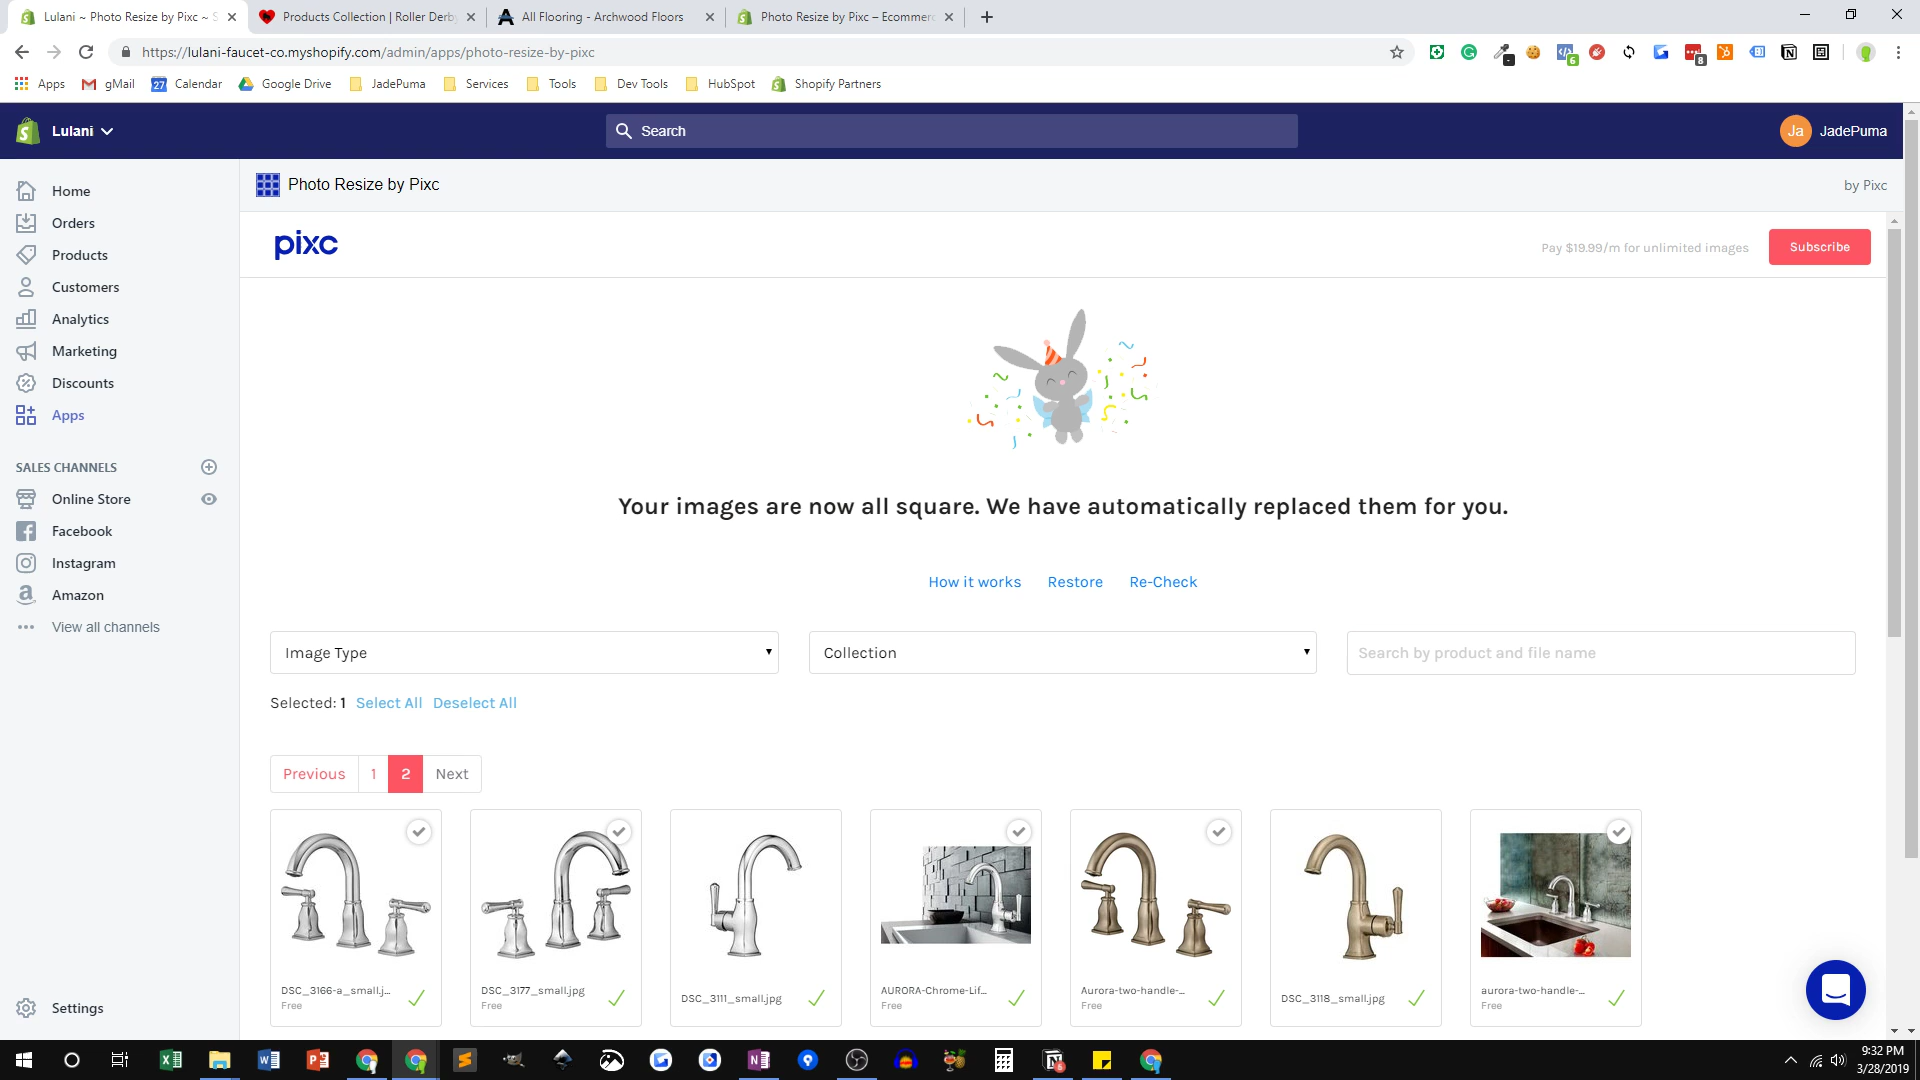 Lulani ~ Photo Resize by Pixc ~ S
Products Collection | Roller Derby
All Flooring - Archwood Floors
Photo Resize by Pixc – Ecommerc
https://lulani-faucet-co.myshopify.com/admin/apps/photo-resize-by-pixc
6
8
Apps
gMail
27
Calendar
Google Drive
JadePuma
Services
Tools
Dev Tools
HubSpot
Shopify Partners
Lulani
Search
Ja
JadePuma
Home
Orders
Products
Customers
Analytics
Marketing
Discounts
Apps
SALES CHANNELS
Online Store
Facebook
Instagram
Amazon
View all channels
Settings
Photo Resize by Pixc
by Pixc
pixc
Pay $19.99/m for unlimited images
Subscribe
Your images are now all square. We have automatically replaced them for you.
How it works
Restore
Re-Check
Image Type
Collection
Search by product and file name
Selected: 1 Select All Deselect All
Previous
1
2
Next
DSC_3166-a_small.j...
Free
DSC_3177_small.jpg
Free
DSC_3111_small.jpg
AURORA-Chrome-Lif...
Free
Aurora-two-handle-...
Free
DSC_3118_small.jpg
aurora-two-handle-...
Free
9:32 PM
3/28/2019